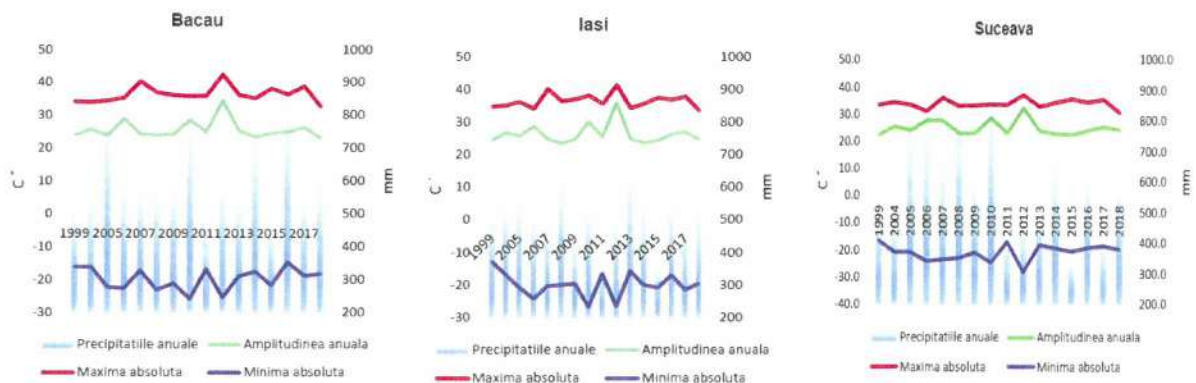 Bacau
50
40
30
20
10
0
-10
-20
-30
C°
1000
900
800
700
600
500
400
300
200
mm
1999 2005 2007 2009 2011 2013 2015 2017
Precipitatiile anuale
Amplitudinea anuala
Maxima absoluta
Minima absoluta
Iasi
50
40
30
20
10
0
-10
-20
-30
C°
1000
900
800
700
600
500
400
300
200
mm
1999 2005 2007 2009 2011 2013 2015 2017
Precipitatiile anuale
Amplitudinea anuala
Maxima absoluta
Minima absoluta
Suceava
50.0
40.0
30.0
20.0
10.0
0.0
-10.0
-20.0
-30.0
-40.0
C°
1000.0
900.0
800.0
700.0
600.0
500.0
400.0
300.0
200.0
mm
1999 2004 2005 2006 2007 2008 2009 2010 2011 2012 2013 2014 2015 2016 2017 2018
Precipitatiile anuale
Amplitudinea anuala
Maxima absoluta
Minima absoluta